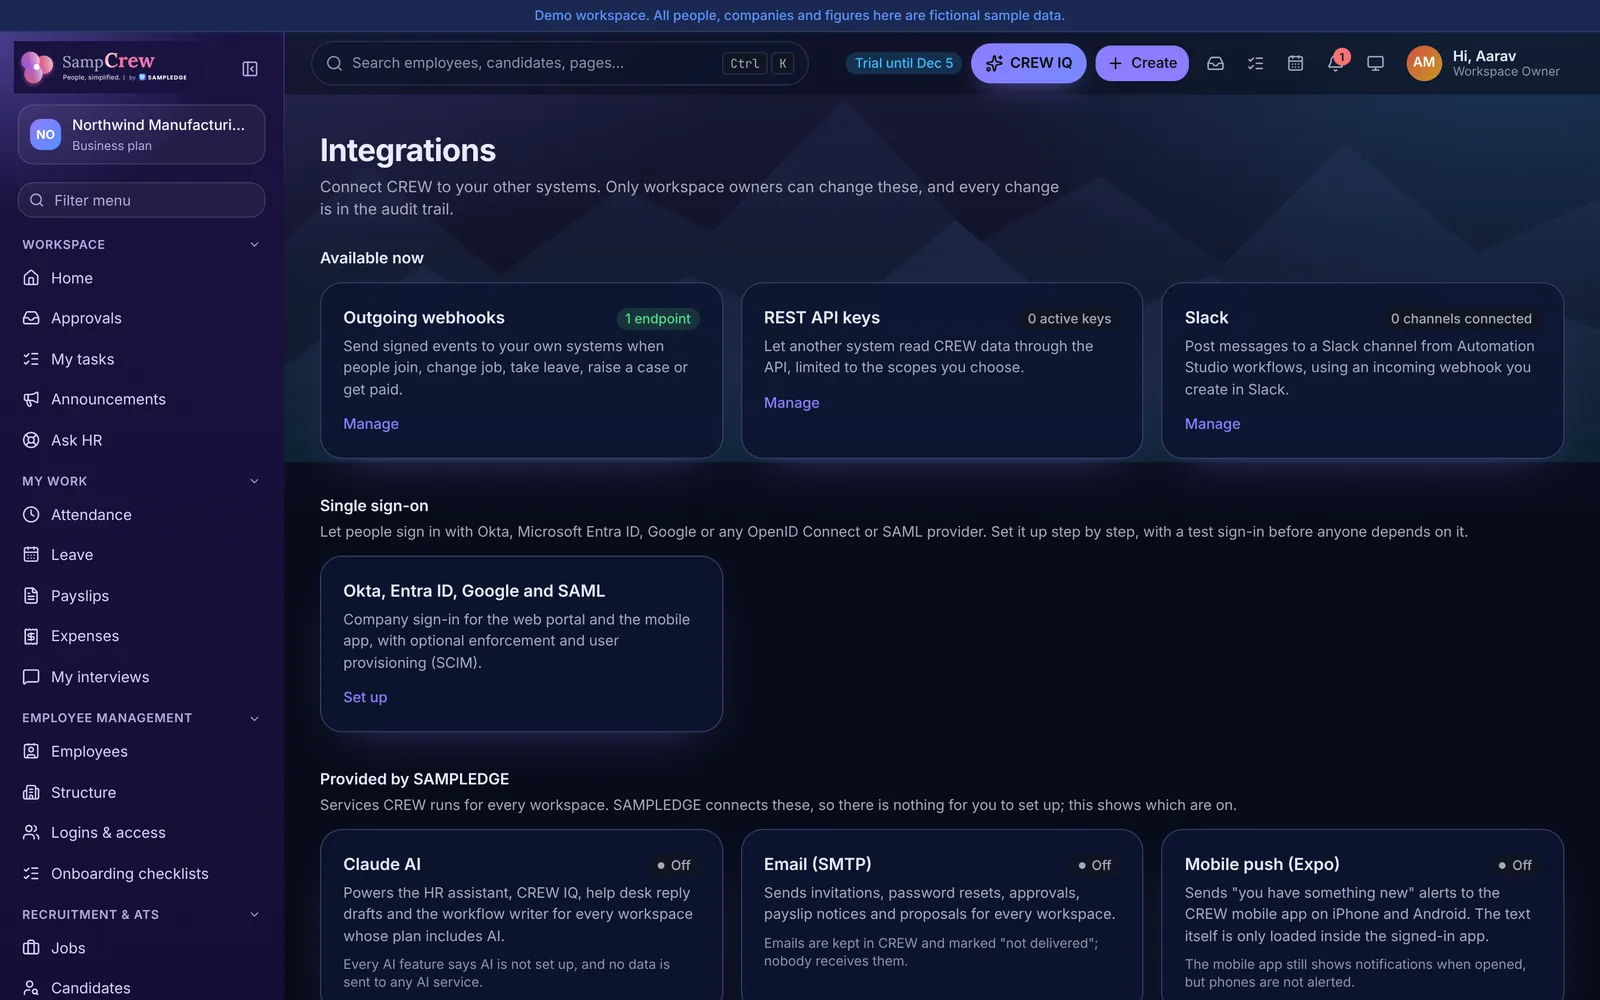 Demo workspace. All people, companies and figures here are fictional sample data.
SampCrew
People, simplified. | by SAMPLEDGE
Search employees, candidates, pages...
Ctrl K
Trial until Dec 5
CREW IQ
Create
1
AM
Hi, Aarav
Workspace Owner
NO
Northwind Manufacturi...
Business plan
Filter menu
WORKSPACE
Home
Approvals
My tasks
Announcements
Ask HR
MY WORK
Attendance
Leave
Payslips
Expenses
My interviews
EMPLOYEE MANAGEMENT
Employees
Structure
Logins & access
Onboarding checklists
RECRUITMENT & ATS
Jobs
Candidates
Integrations
Connect CREW to your other systems. Only workspace owners can change these, and every change
is in the audit trail.
Available now
Outgoing webhooks
1 endpoint
Send signed events to your own systems when
people join, change job, take leave, raise a case or
get paid.
Manage
REST API keys
0 active keys
Let another system read CREW data through the
API, limited to the scopes you choose.
Manage
Slack
0 channels connected
Post messages to a Slack channel from Automation
Studio workflows, using an incoming webhook you
create in Slack.
Manage
Single sign-on
Let people sign in with Okta, Microsoft Entra ID, Google or any OpenID Connect or SAML provider. Set it up step by step, with a test sign-in before anyone depends on it.
Okta, Entra ID, Google and SAML
Company sign-in for the web portal and the mobile
app, with optional enforcement and user
provisioning (SCIM).
Set up
Provided by SAMPLEDGE
Services CREW runs for every workspace. SAMPLEDGE connects these, so there is nothing for you to set up; this shows which are on.
Claude AI
Off
Powers the HR assistant, CREW IQ, help desk reply
drafts and the workflow writer for every workspace
whose plan includes AI.
Every AI feature says AI is not set up, and no data is
sent to any AI service.
Email (SMTP)
Off
Sends invitations, password resets, approvals,
payslip notices and proposals for every workspace.
Emails are kept in CREW and marked "not delivered";
nobody receives them.
Mobile push (Expo)
Off
Sends "you have something new" alerts to the
CREW mobile app on iPhone and Android. The text
itself is only loaded inside the signed-in app.
The mobile app still shows notifications when opened,
but phones are not alerted.